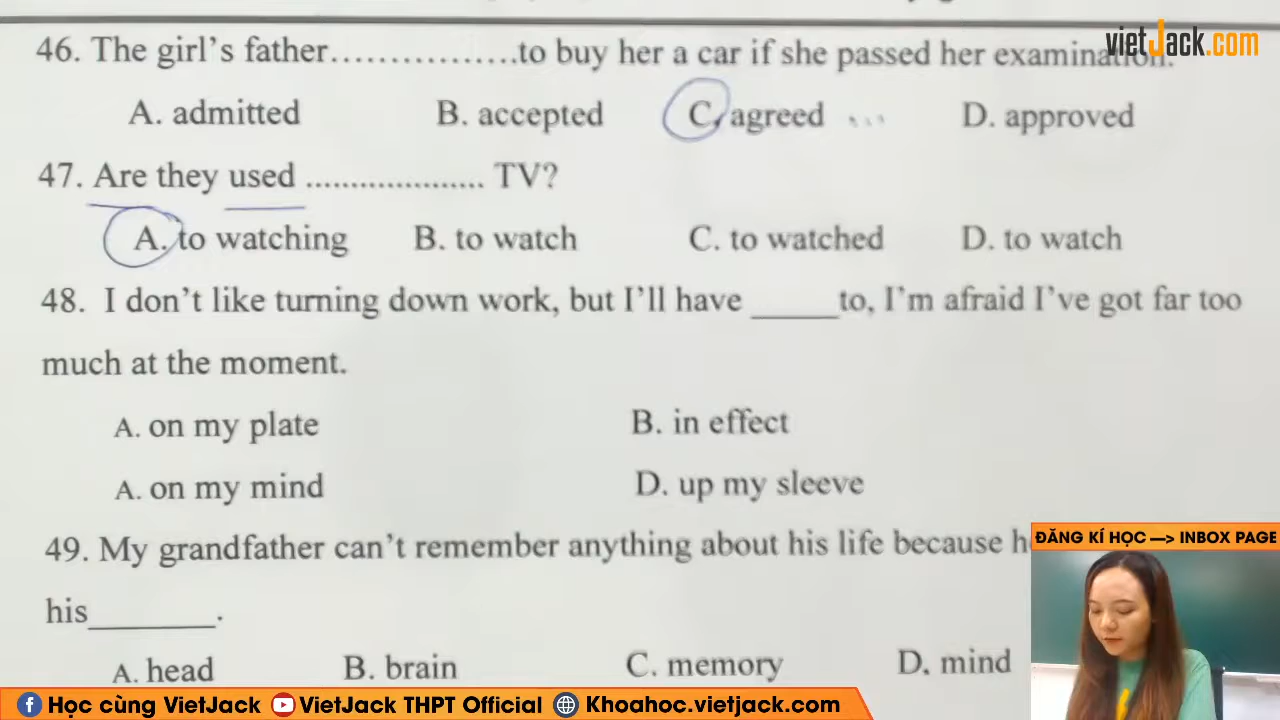 vietJack.com
46. The girl's father.................to buy her a car if she passed her examination.
A. admitted B. accepted C. agreed D. approved
47. Are they used .................... TV?
A. to watching B. to watch C. to watched D. to watch
48. I don't like turning down work, but I'll have _____to, I'm afraid I've got far too
much at the moment.
A. on my plate B. in effect
A. on my mind D. up my sleeve
49. My grandfather can't remember anything about his life because
his_______.
A. head B. brain C. memory D. mind
ĐĂNG KÍ HỌC —> INBOX PAGE
Học cùng VietJack VietJack THPT Official Khoahoc.vietjack.com